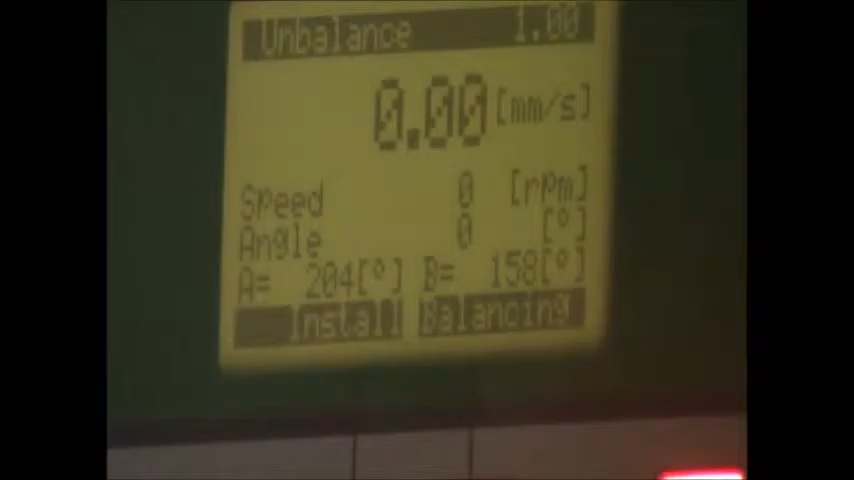 Unbalance 1.00
0.00 [mm/s]
Speed 0 [rpm]
Angle 0 [°]
A= 204[°] B= 158[°]
Install Balancing